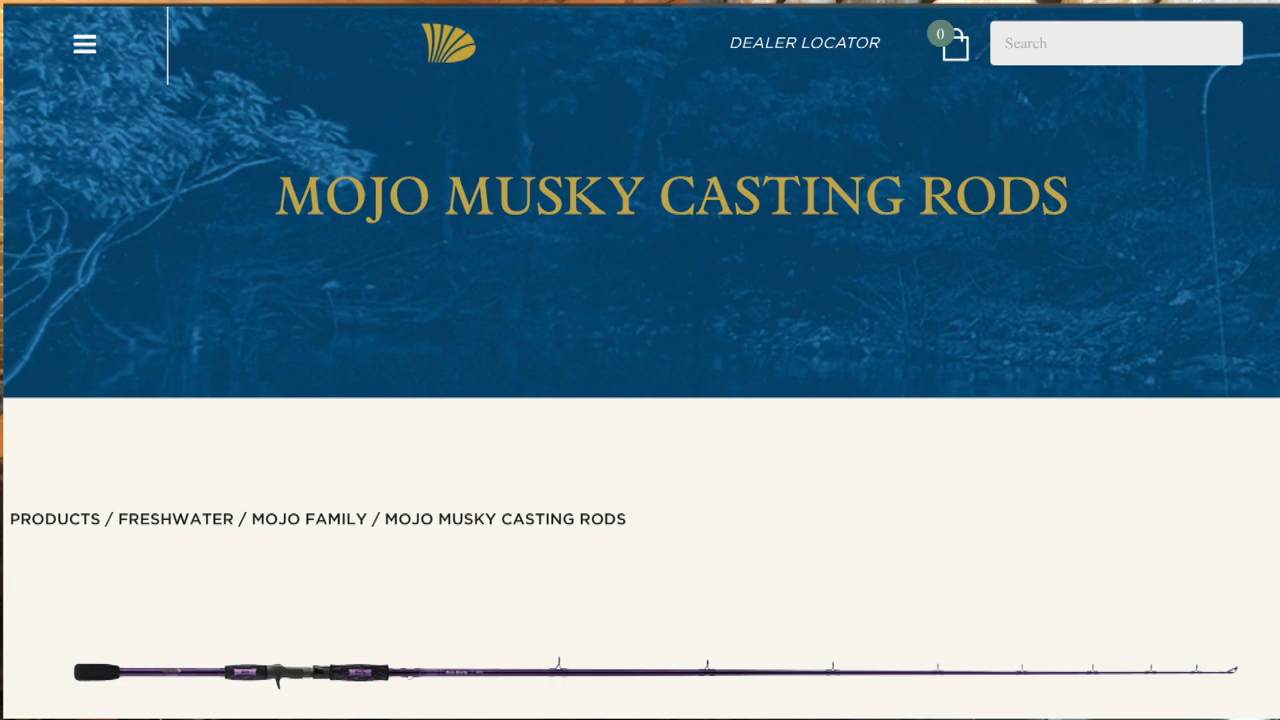 DEALER LOCATOR
0
Search
MOJO MUSKY CASTING RODS
PRODUCTS / FRESHWATER / MOJO FAMILY / MOJO MUSKY CASTING RODS